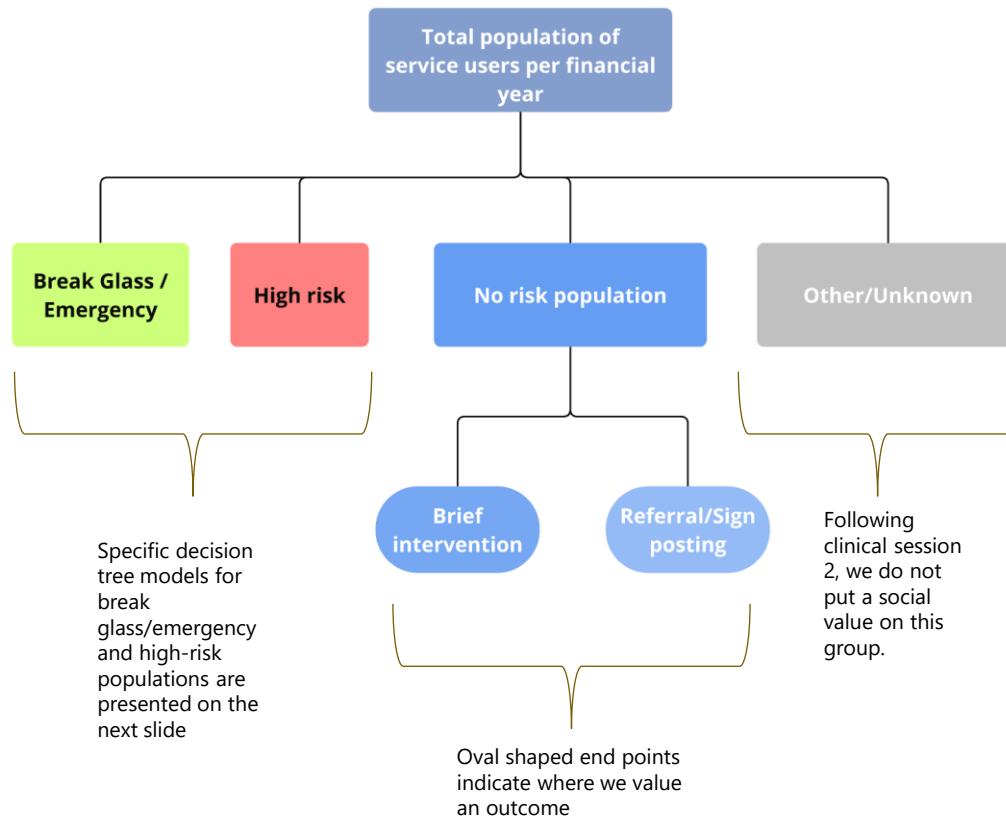 Total population of
service users per financial
year
Break Glass /
Emergency
High risk
No risk population
Other/Unknown
Brief
intervention
Referral/Sign
posting
Specific decision
tree models for
break
glass/emergency
and high-risk
populations are
presented on the
next slide
Following
clinical session
2, we do not
put a social
value on this
group.
Oval shaped end points
indicate where we value
an outcome